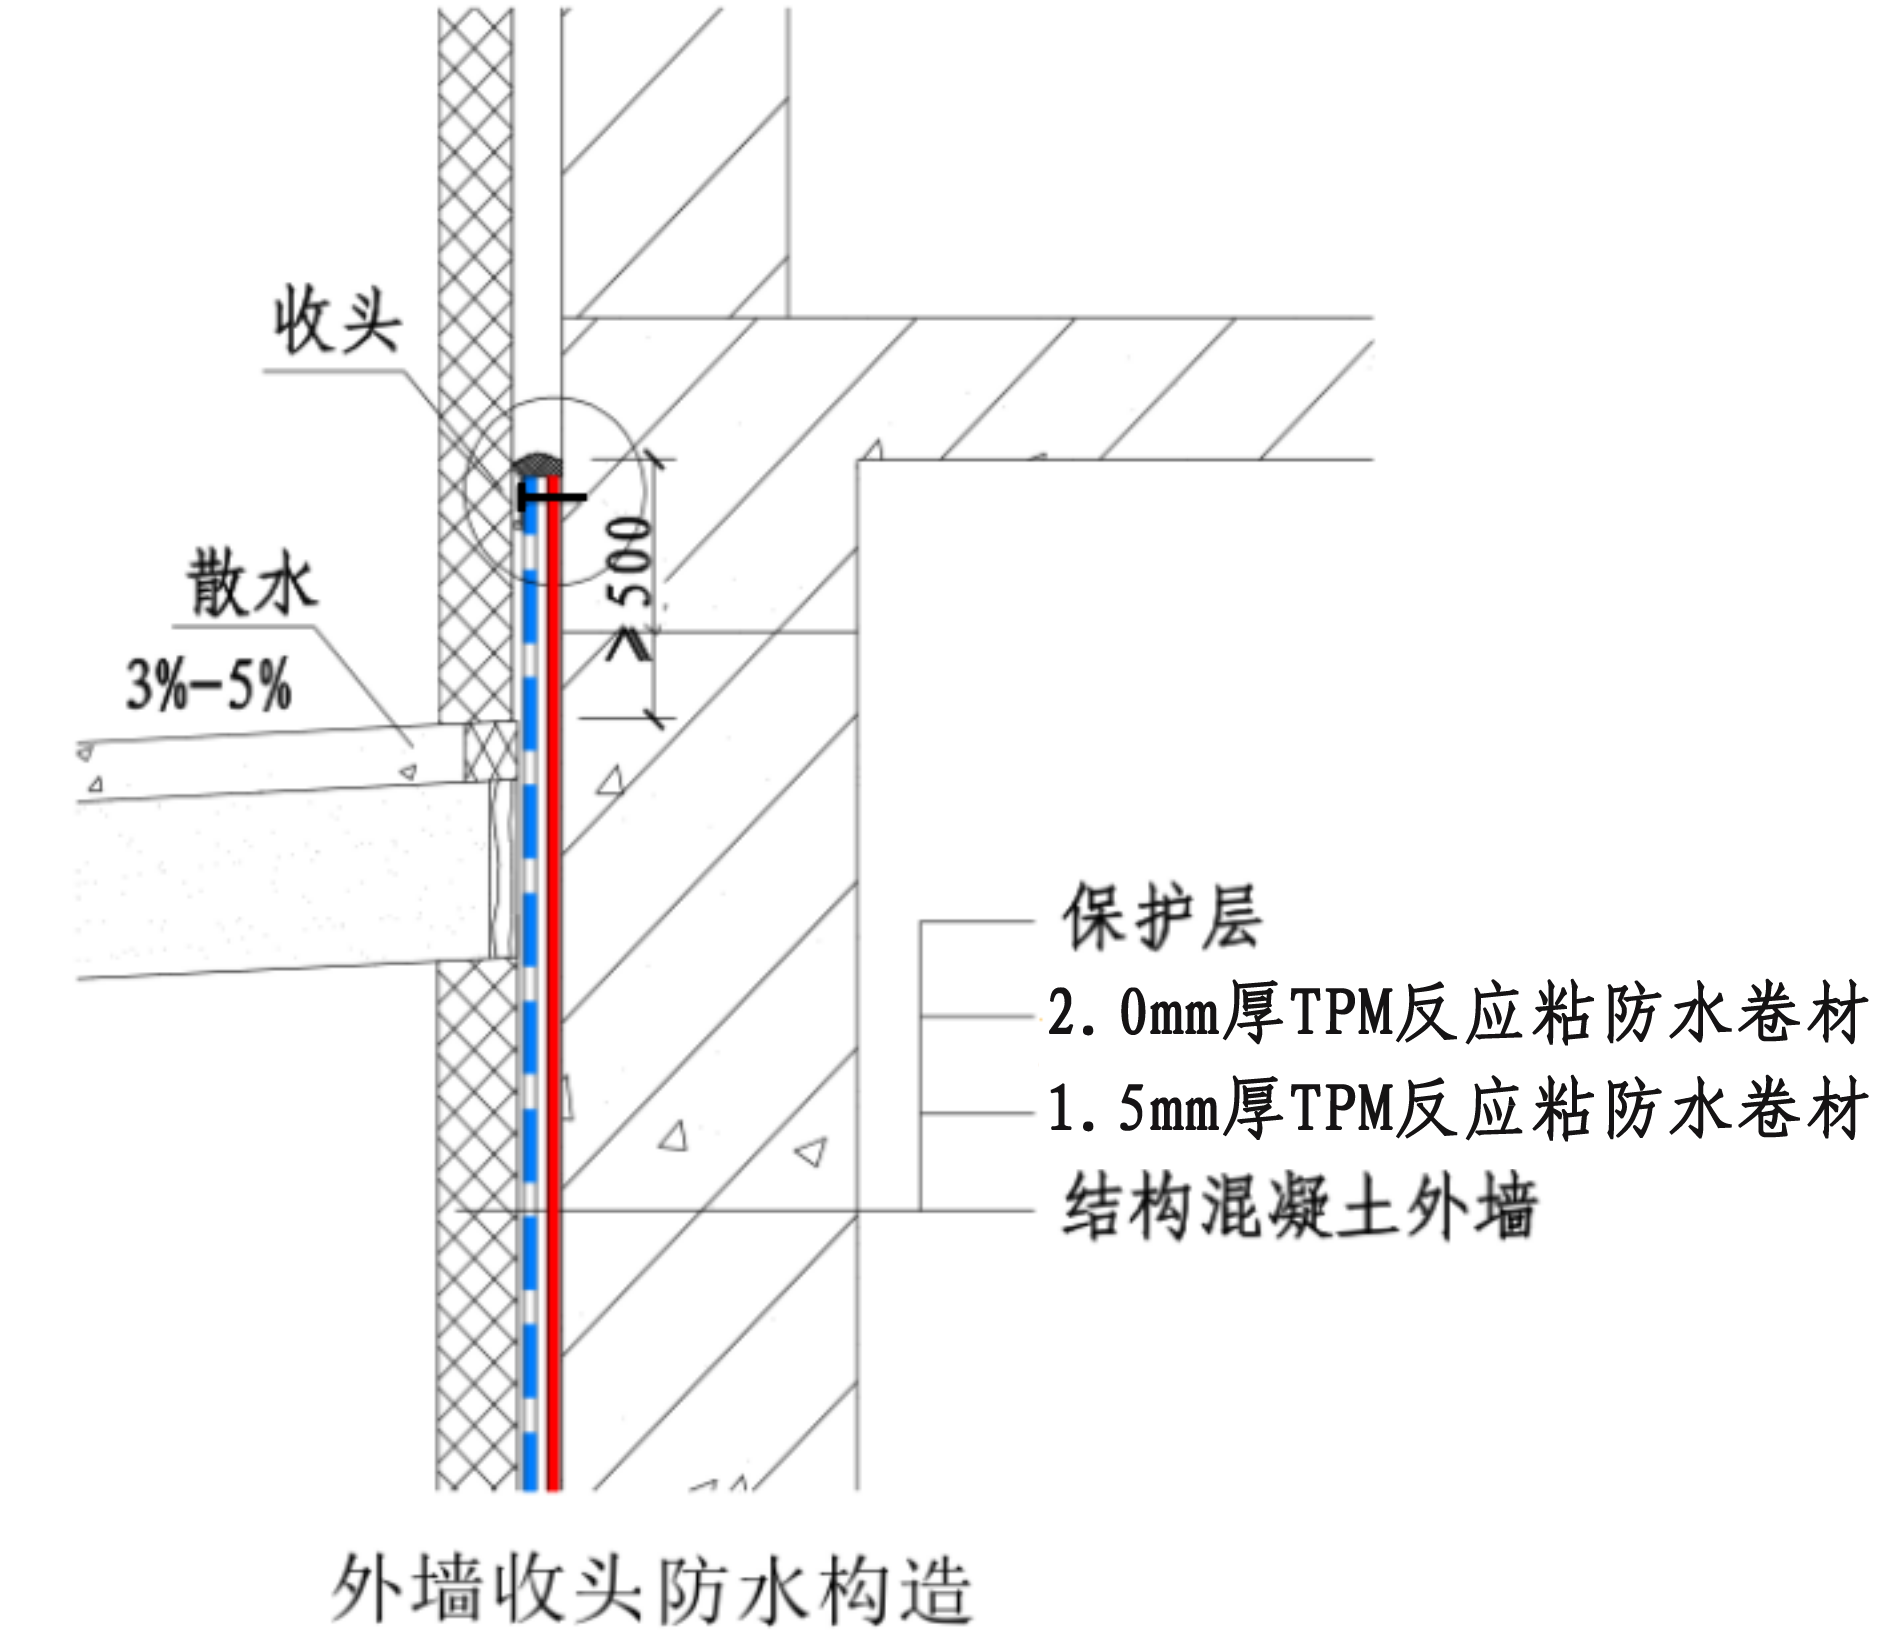 收头
≥500
散水
3%-5%
保护层
2.0mm厚TPM反应粘防水卷材
1.5mm厚TPM反应粘防水卷材
结构混凝土外墙
外墙收头防水构造